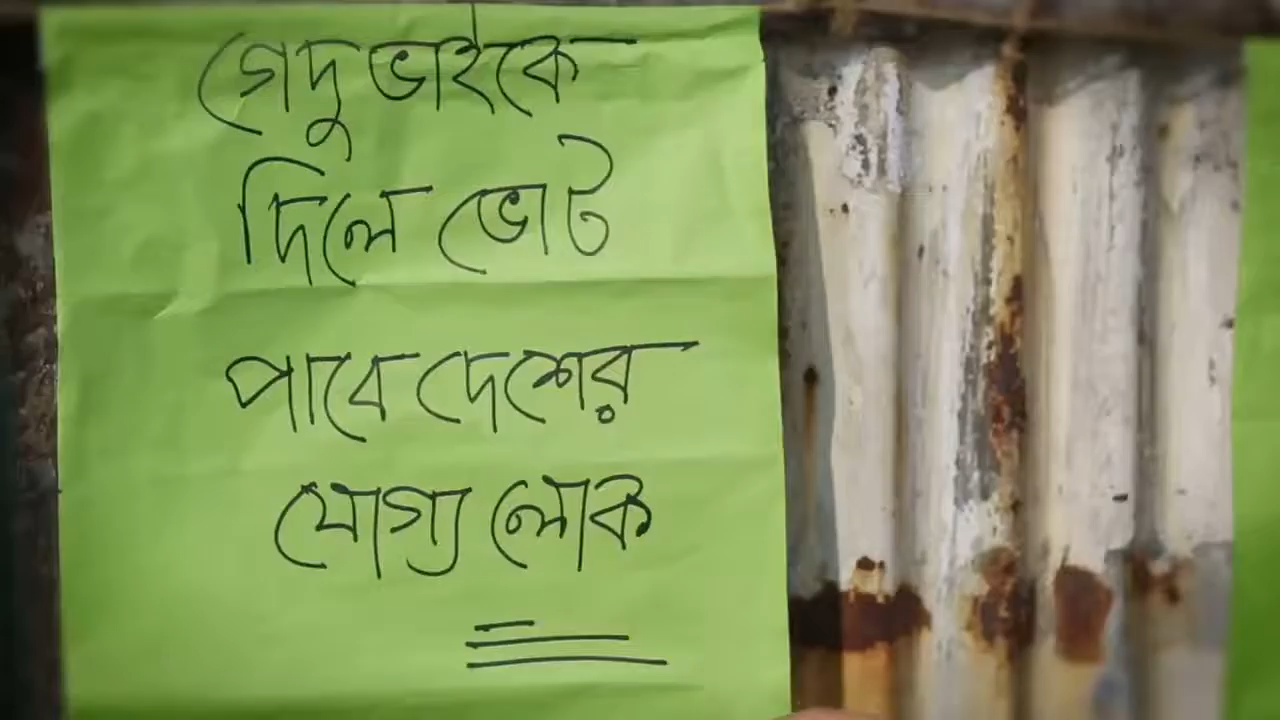 গেদু ভাইকে
দিলে ভোট
পাবে দেশের
যোগ্য লোক